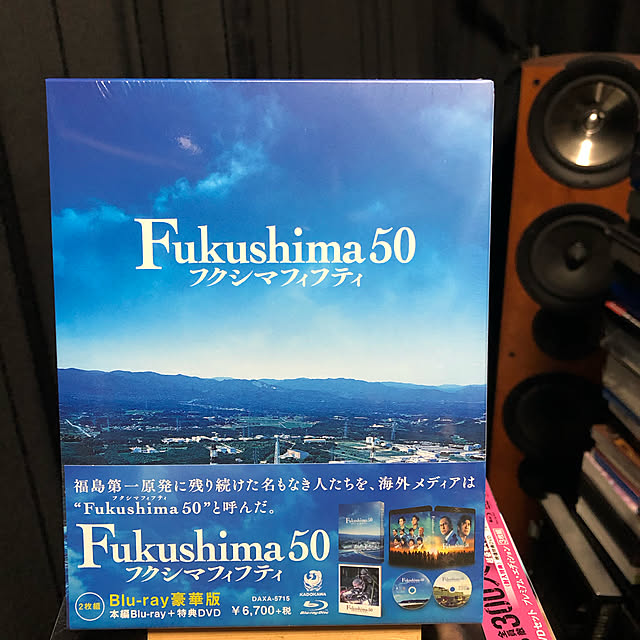 Fukushima 50
フクシマフィフティ
福島第一原発に残り続けた名もなき人たちを、海外メディアは
フクシマフィフティ
“Fukushima 50”と呼んだ。
Fukushima 50
フクシマフィフティ
2枚組
Blu-ray豪華版
本編Blu-ray+特典DVD
DAXA-5715
¥6,700+税
KADOKAWA
Blu-ray